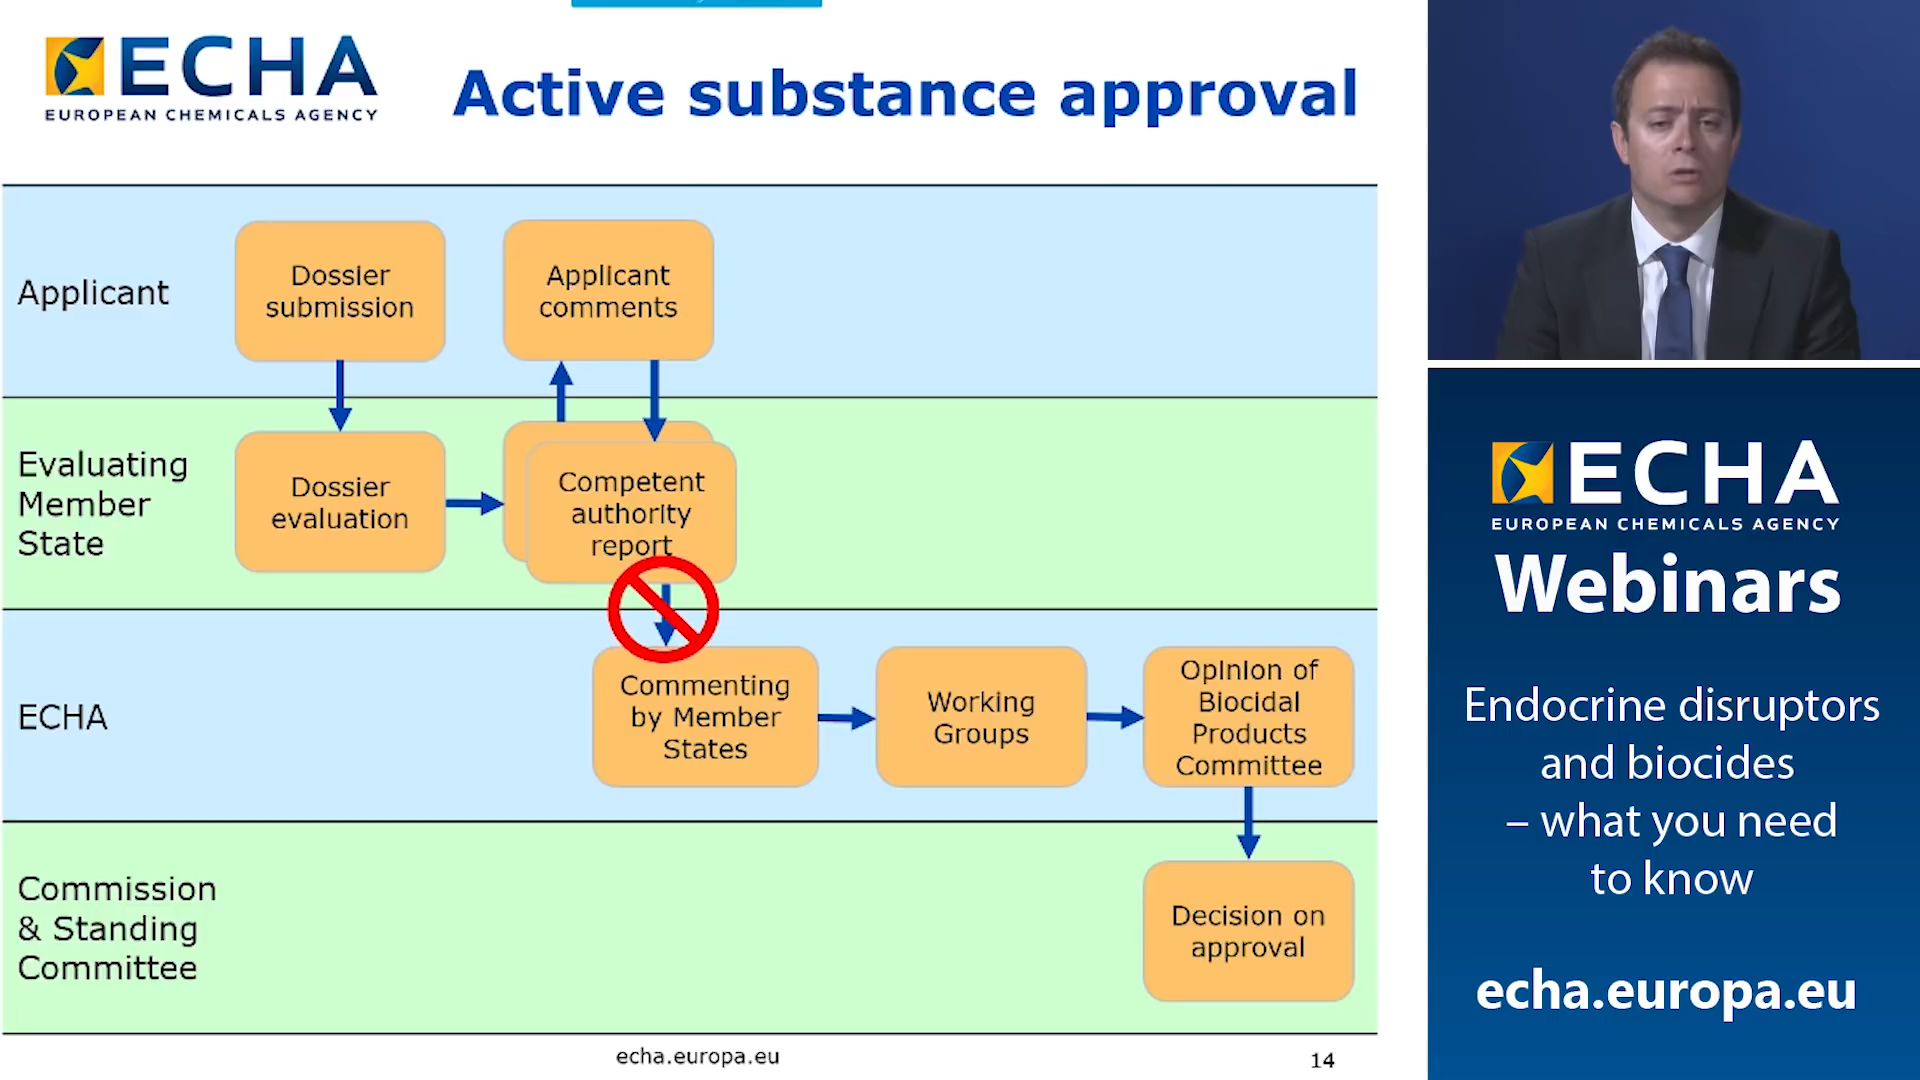 ECHA
EUROPEAN CHEMICALS AGENCY
Active substance approval
Applicant
Dossier
submission
Applicant
comments
Evaluating
Member
State
Dossier
evaluation
Competent
authority
report
ECHA
Commenting
by Member
States
Working
Groups
Opinion of
Biocidal
Products
Committee
Commission
& Standing
Committee
Decision on
approval
echa.europa.eu
14
ECHA
EUROPEAN CHEMICALS AGENCY
Webinars
Endocrine disruptors
and biocides
– what you need
to know
echa.europa.eu